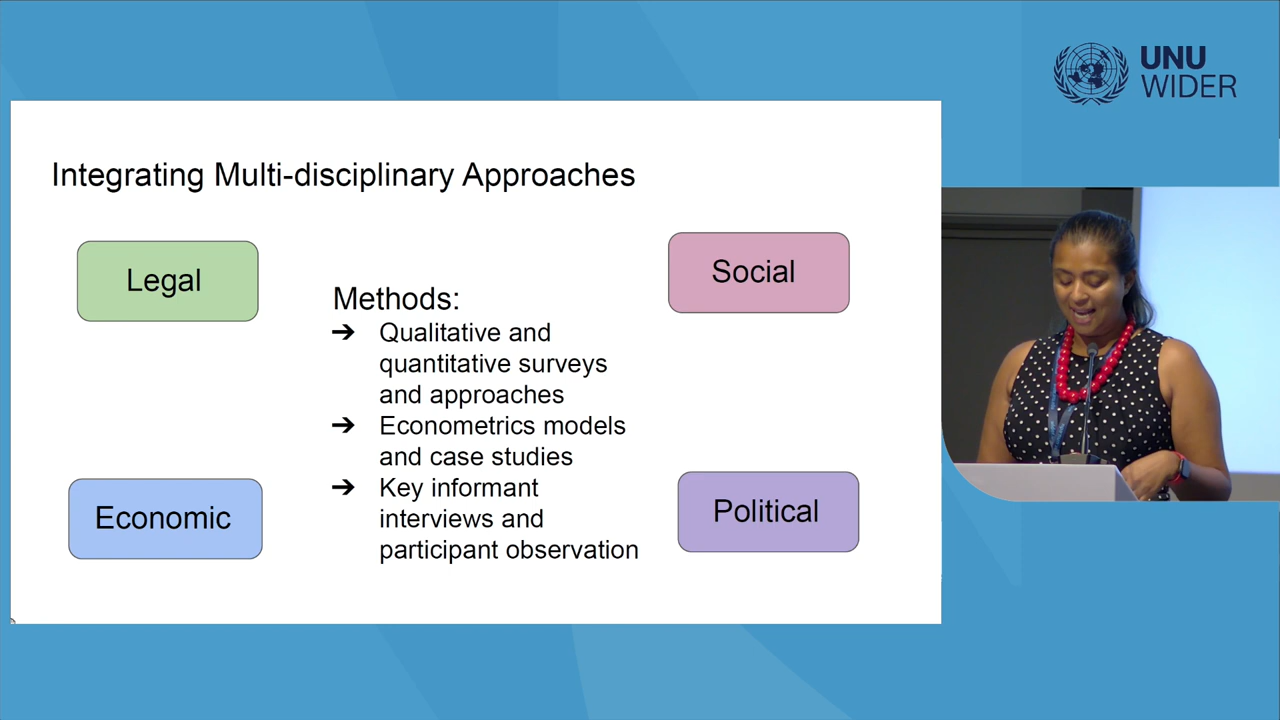 UNU
WIDER
Integrating Multi-disciplinary Approaches
Legal
Social
Methods:
➔ Qualitative and
quantitative surveys
and approaches
➔ Econometrics models
and case studies
➔ Key informant
interviews and
participant observation
Economic
Political